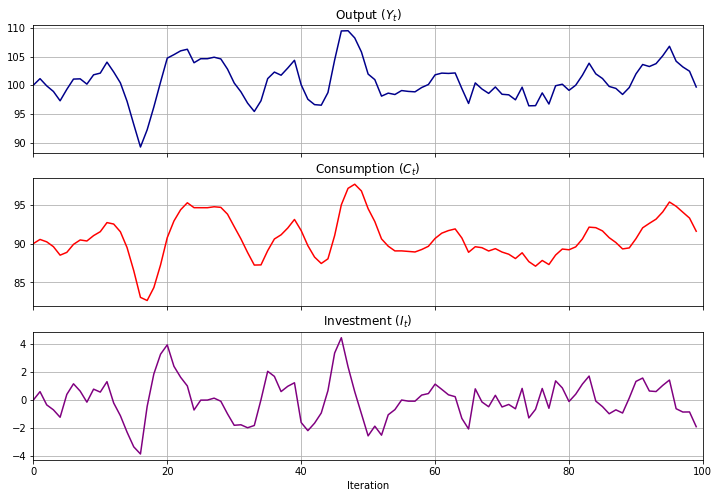 Output (Y_t)
110
105
100
95
90
Consumption (C_t)
95
90
85
Investment (I_t)
4
2
0
−2
−4
0 20 40 60 80 100
Iteration